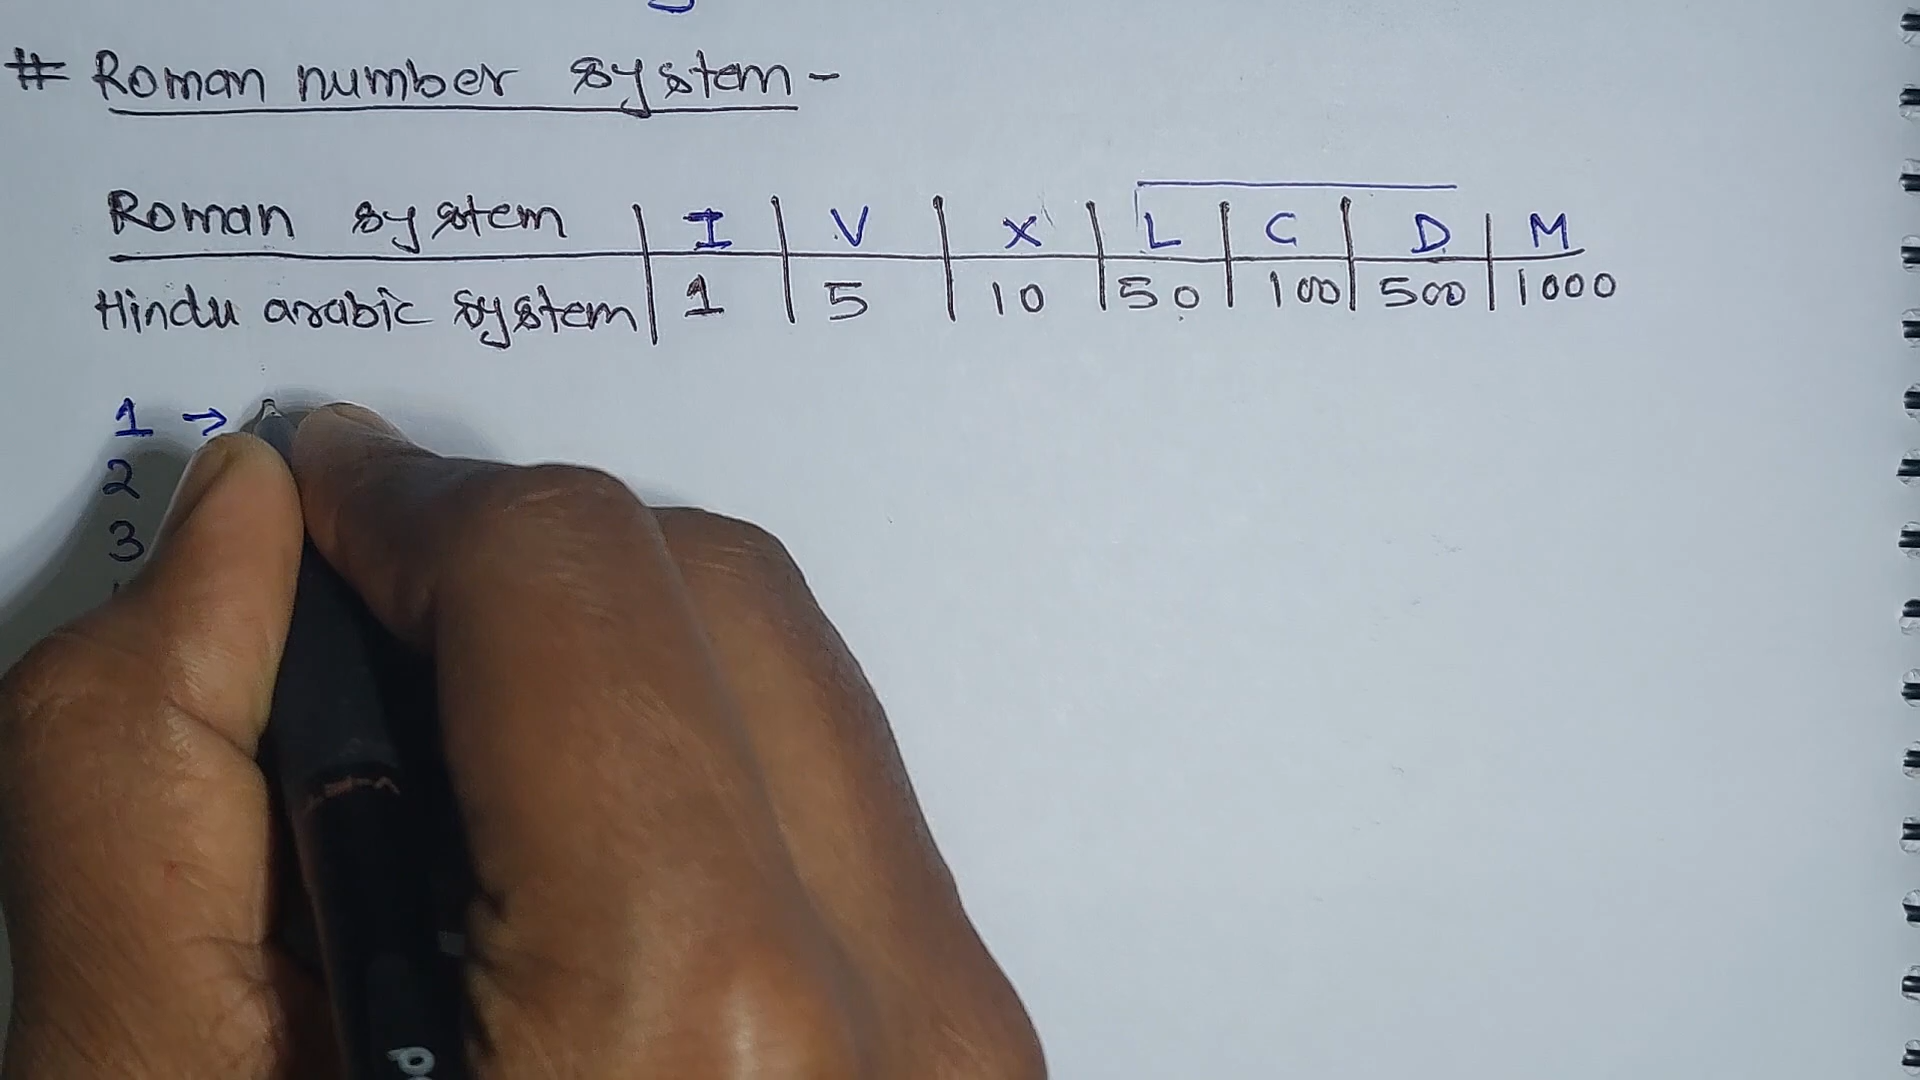 # Roman number system -
Roman system | I | V | X | L | C | D | M
Hindu arabic system | 1 | 5 | 10 | 50 | 100 | 500 | 1000
1 →
2
3